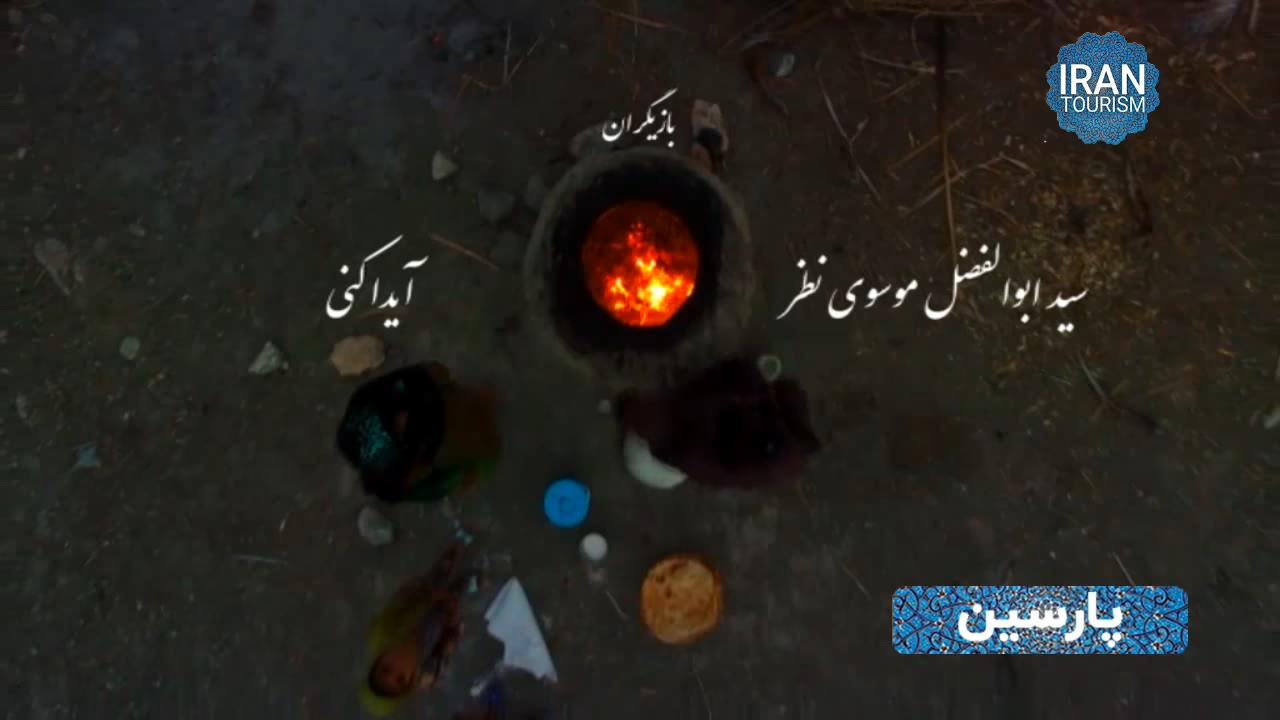 IRAN
TOURISM
بازیگران
سید ابوالفضل موسوی نظر
آیدا کنی
پارسین